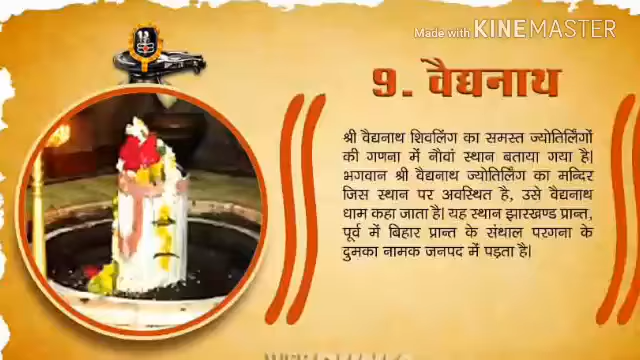 Made with KINEMASTER
9. वैद्यनाथ
श्री वैद्यनाथ शिवलिंग का समस्त ज्योतिर्लिंगों
की गणना में नौवां स्थान बताया गया है।
भगवान श्री वैद्यनाथ ज्योतिर्लिंग का मन्दिर
जिस स्थान पर अवस्थित है, उसे वैद्यनाथ
धाम कहा जाता है। यह स्थान झारखण्ड प्रान्त,
पूर्व में बिहार प्रान्त के संथाल परगना के
दुमका नामक जनपद में पड़ता है।